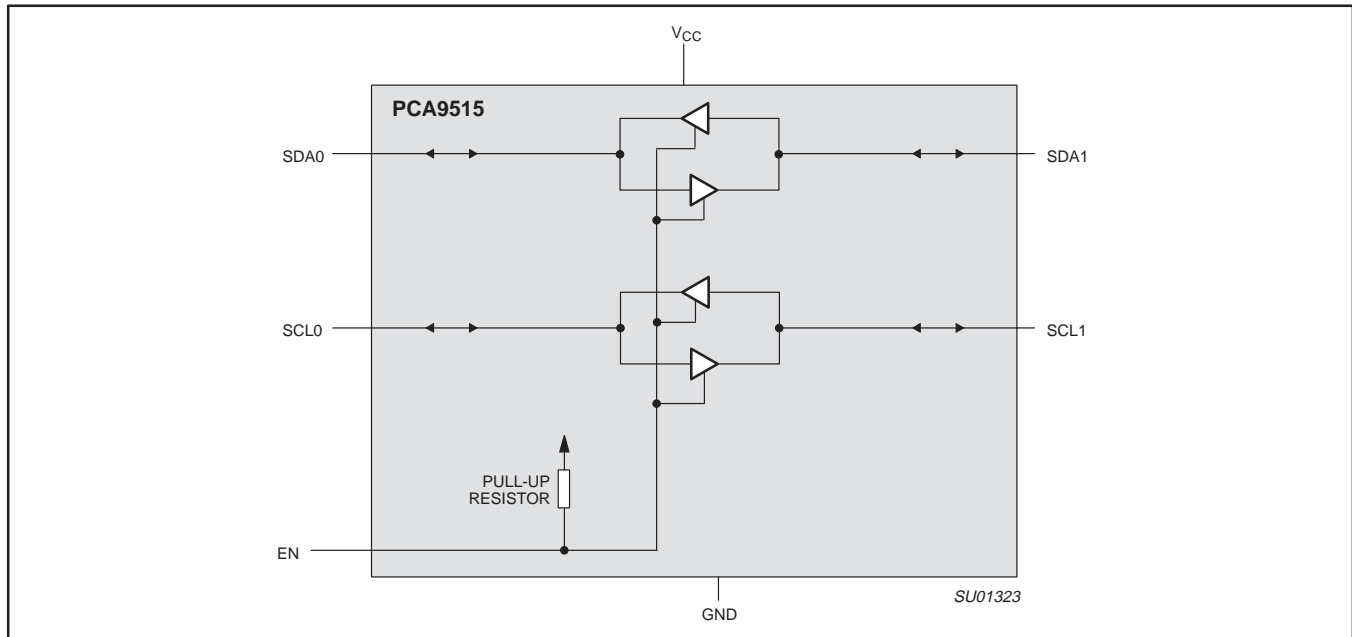 VCC
PCA9515
SDA0
SDA1
SCL0
SCL1
PULL-UP
RESISTOR
EN
GND
SU01323